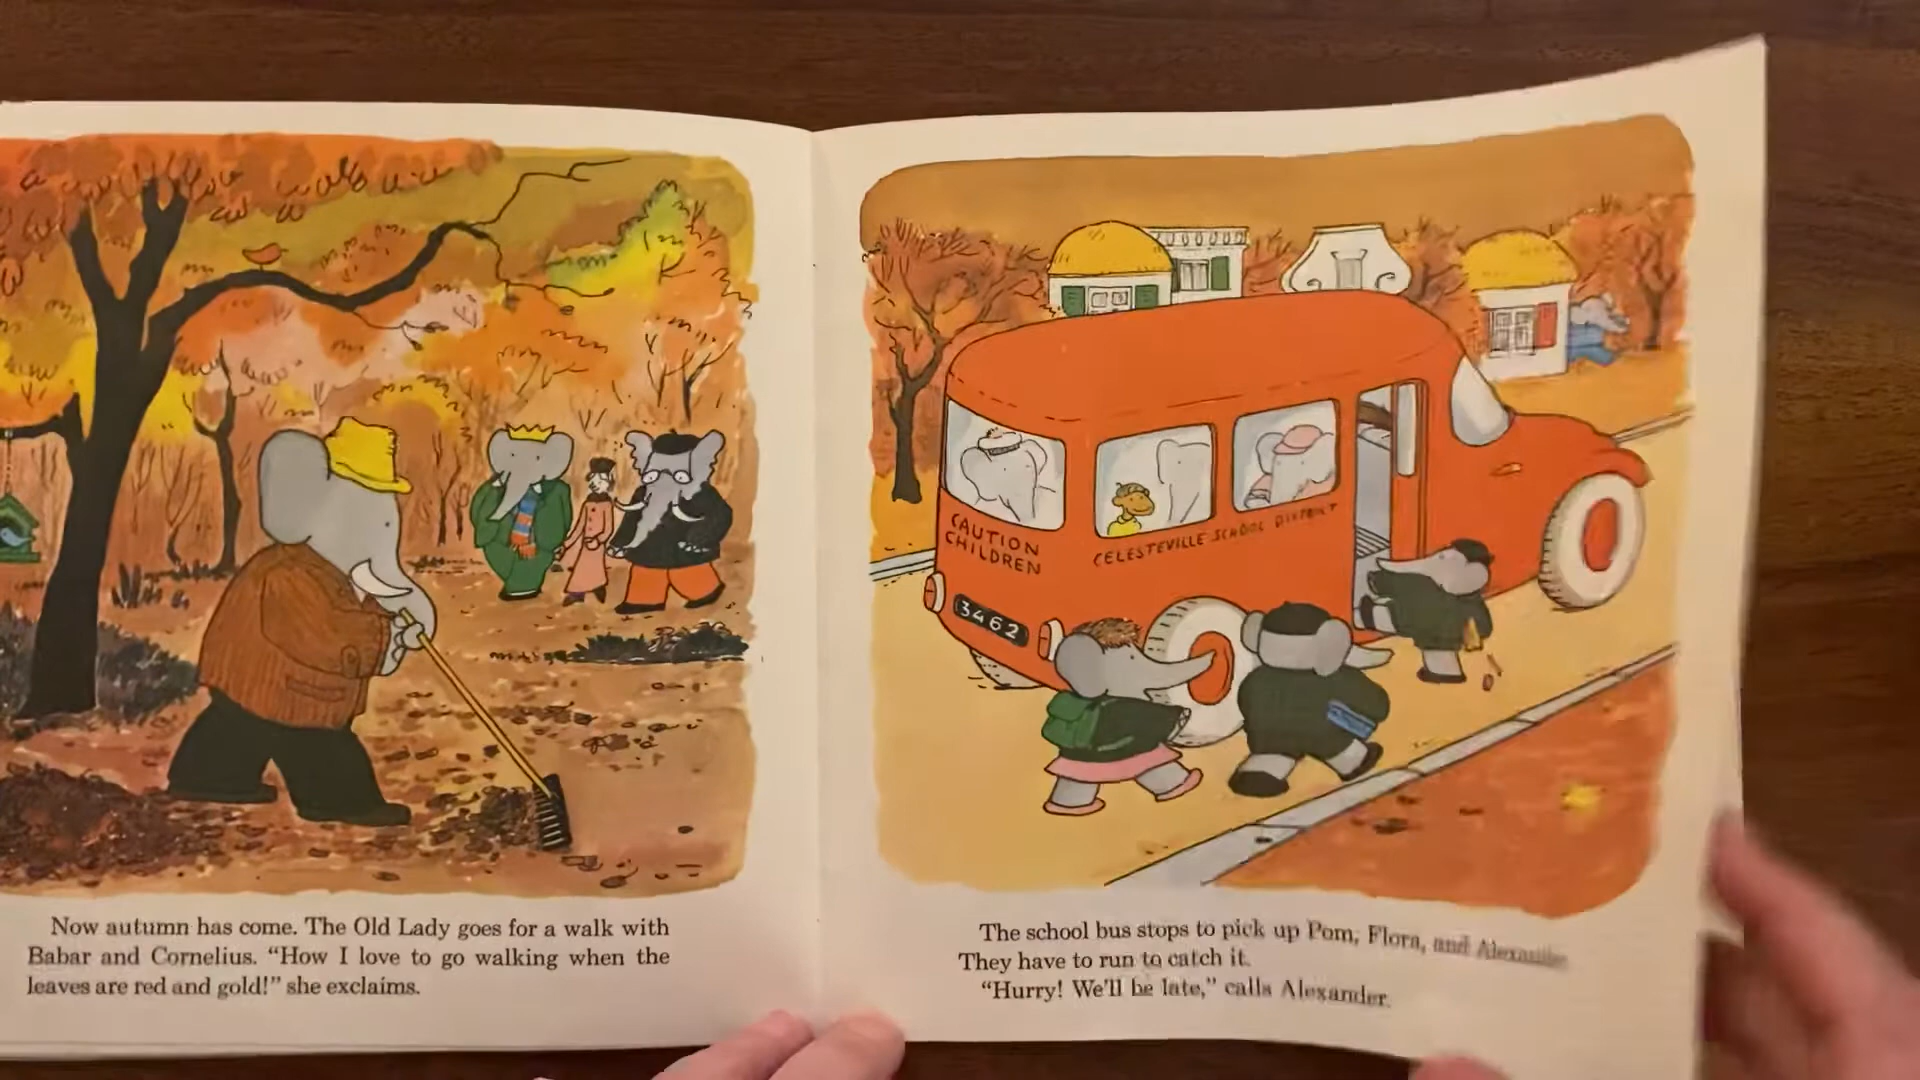 Now autumn has come. The Old Lady goes for a walk with
Babar and Cornelius. “How I love to go walking when the
leaves are red and gold!” she exclaims.
CAUTION
CHILDREN
CELESTEVILLE SCHOOL DISTRICT
3462
The school bus stops to pick up Pom, Flora, and Alexander.
They have to run to catch it.
“Hurry! We'll be late,” calls Alexander.